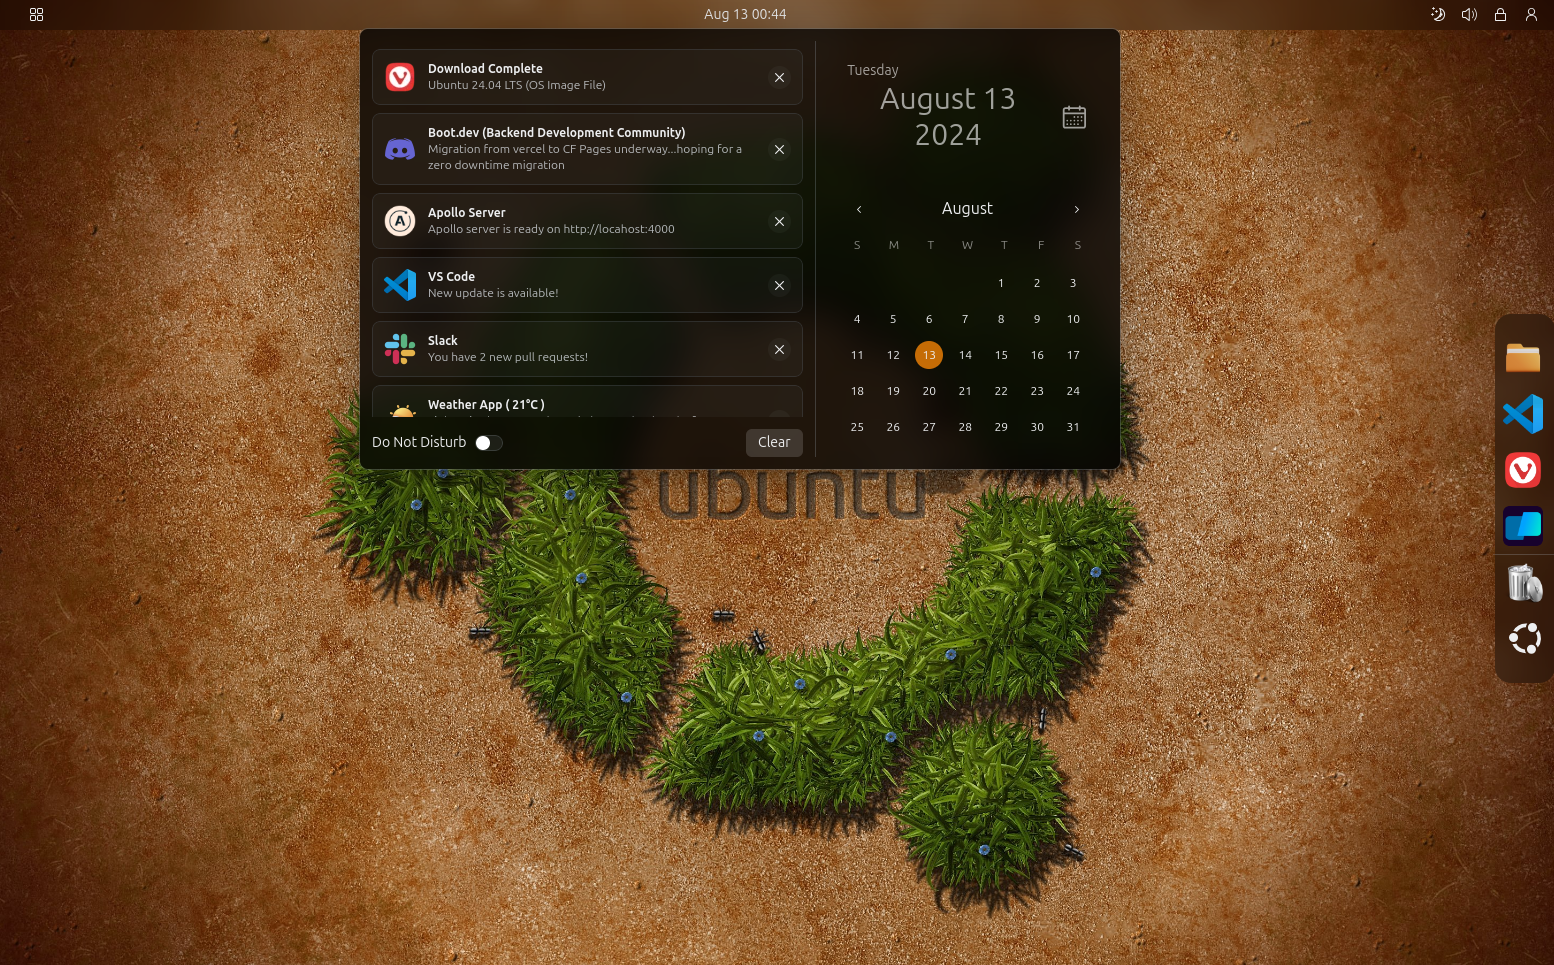 Aug 13 00:44
Download Complete
Ubuntu 24.04 LTS (OS Image File)
Boot.dev (Backend Development Community)
Migration from vercel to CF Pages underway...hoping for a
zero downtime migration
Apollo Server
Apollo server is ready on http://locahost:4000
VS Code
New update is available!
Slack
You have 2 new pull requests!
Weather App ( 21°C )
Do Not Disturb
Clear
Tuesday
August 13
2024
August
S M T W T F S
1 2 3
4 5 6 7 8 9 10
11 12 13 14 15 16 17
18 19 20 21 22 23 24
25 26 27 28 29 30 31
ubuntu